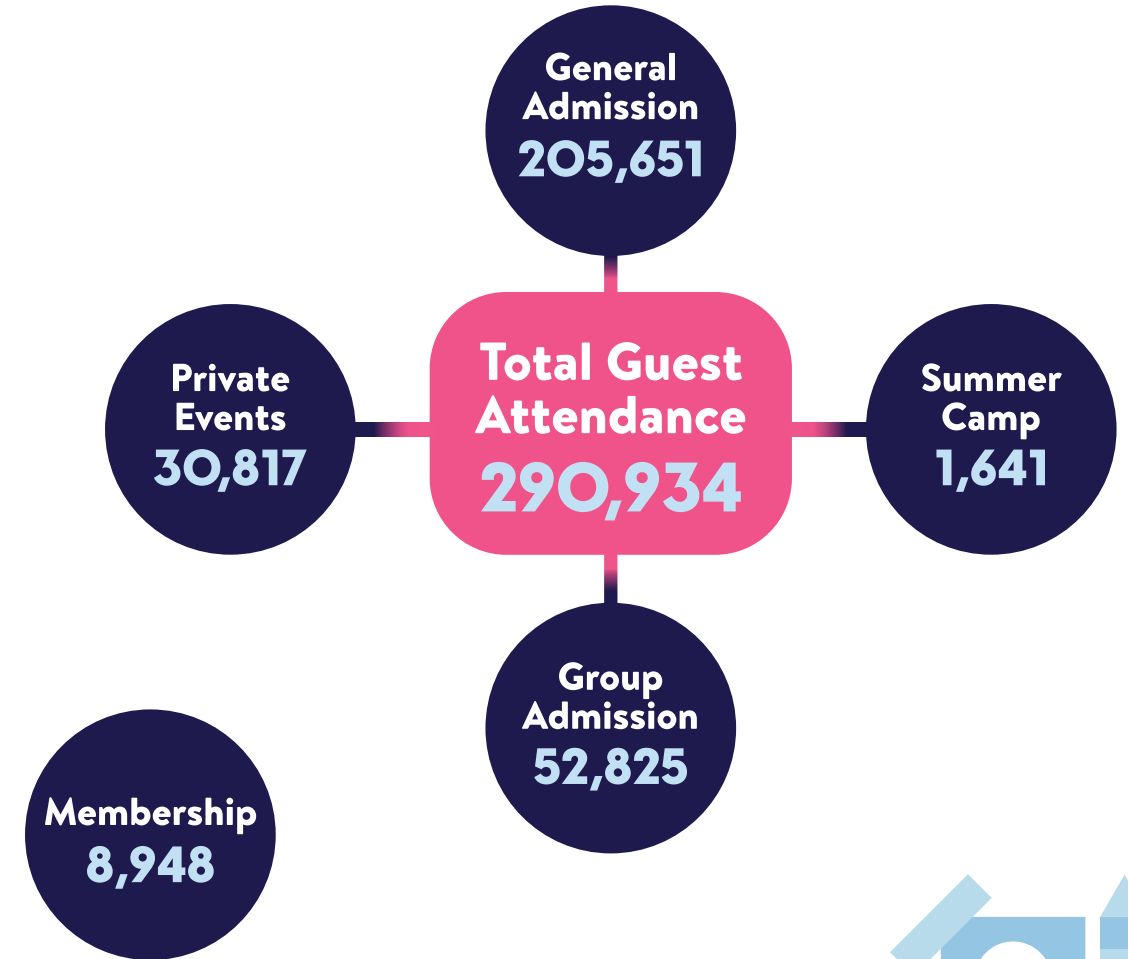 General
Admission
205,651
Private
Events
30,817
Total Guest
Attendance
290,934
Summer
Camp
1,641
Group
Admission
52,825
Membership
8,948